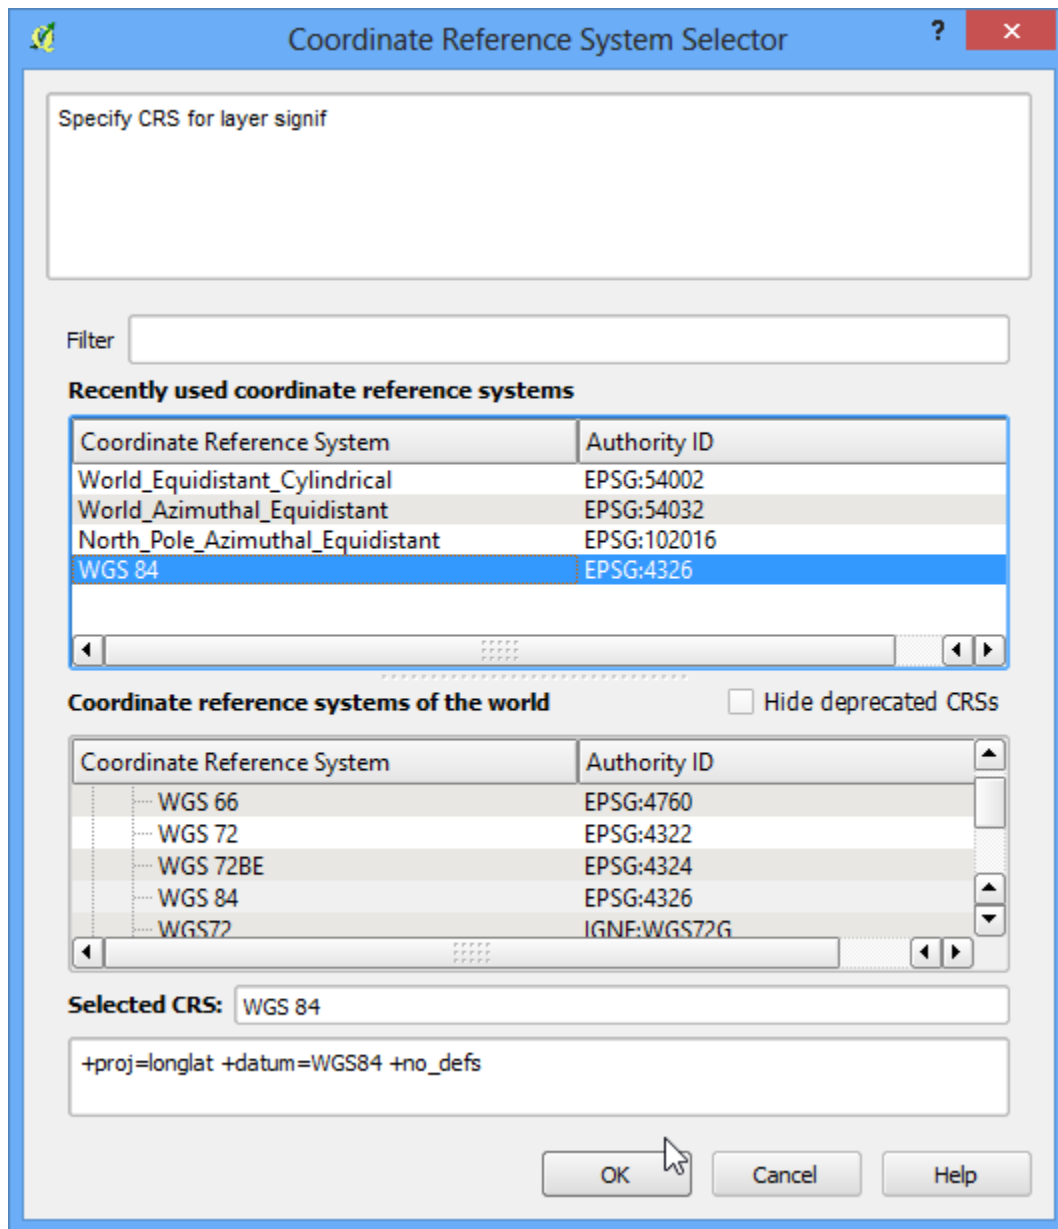 Coordinate Reference System Selector ? ×
Specify CRS for layer signif
Filter
Recently used coordinate reference systems
Coordinate Reference System Authority ID
World_Equidistant_Cylindrical EPSG:54002
World_Azimuthal_Equidistant EPSG:54032
North_Pole_Azimuthal_Equidistant EPSG:102016
WGS 84 EPSG:4326
Coordinate reference systems of the world Hide deprecated CRSs
Coordinate Reference System Authority ID
WGS 66 EPSG:4760
WGS 72 EPSG:4322
WGS 72BE EPSG:4324
WGS 84 EPSG:4326
WGS72 IGNF:WGS72G
Selected CRS: WGS 84
+proj=longlat +datum=WGS84 +no_defs
OK Cancel Help